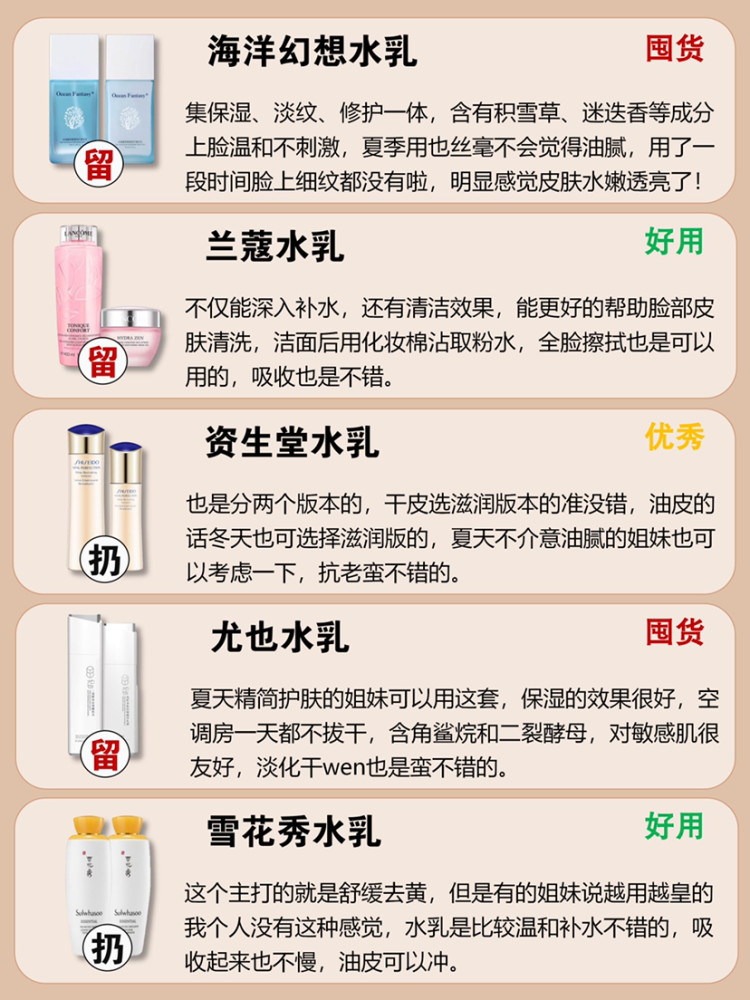 海洋幻想水乳
囤货
Ocean Fantasy
Ocean Fantasy
留
集保湿、淡纹、修护一体，含有积雪草、迷迭香等成分
上脸温和不刺激，夏季用也丝毫不会觉得油腻，用了一
段时间脸上细纹都没有啦，明显感觉皮肤水嫩透亮了！
兰蔻水乳
好用
LANCÔME
TONIQUE
CONFORT
HYDRA ZEN
留
不仅能深入补水，还有清洁效果，能更好的帮助脸部皮
肤清洗，洁面后用化妆棉沾取粉水，全脸擦拭也是可以
用的，吸收也是不错。
资生堂水乳
优秀
SHISEIDO
SHISEIDO
扔
也是分两个版本的，干皮选滋润版本的准没错，油皮的
话冬天也可选择滋润版的，夏天不介意油腻的姐妹也可
以考虑一下，抗老蛮不错的。
尤也水乳
囤货
留
夏天精简护肤的姐妹可以用这套，保湿的效果很好，空
调房一天都不拔干，含角鲨烷和二裂酵母，对敏感肌很
友好，淡化干wen也是蛮不错的。
雪花秀水乳
好用
Sulwhasoo
Sulwhasoo
扔
这个主打的就是舒缓去黄，但是有的姐妹说越用越皇的
我个人没有这种感觉，水乳是比较温和补水不错的，吸
收起来也不慢，油皮可以冲。